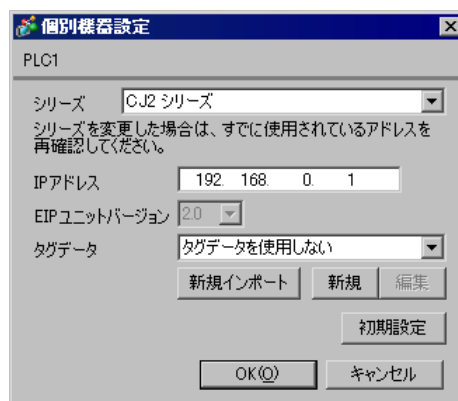 個別機器設定
PLC1
シリーズ CJ2 シリーズ
シリーズを変更した場合は、すでに使用されているアドレスを
再確認してください。
IPアドレス 192. 168. 0. 1
EIPユニットバージョン 2.0
タグデータ タグデータを使用しない
新規インポート 新規 編集
初期設定
OK(O) キャンセル